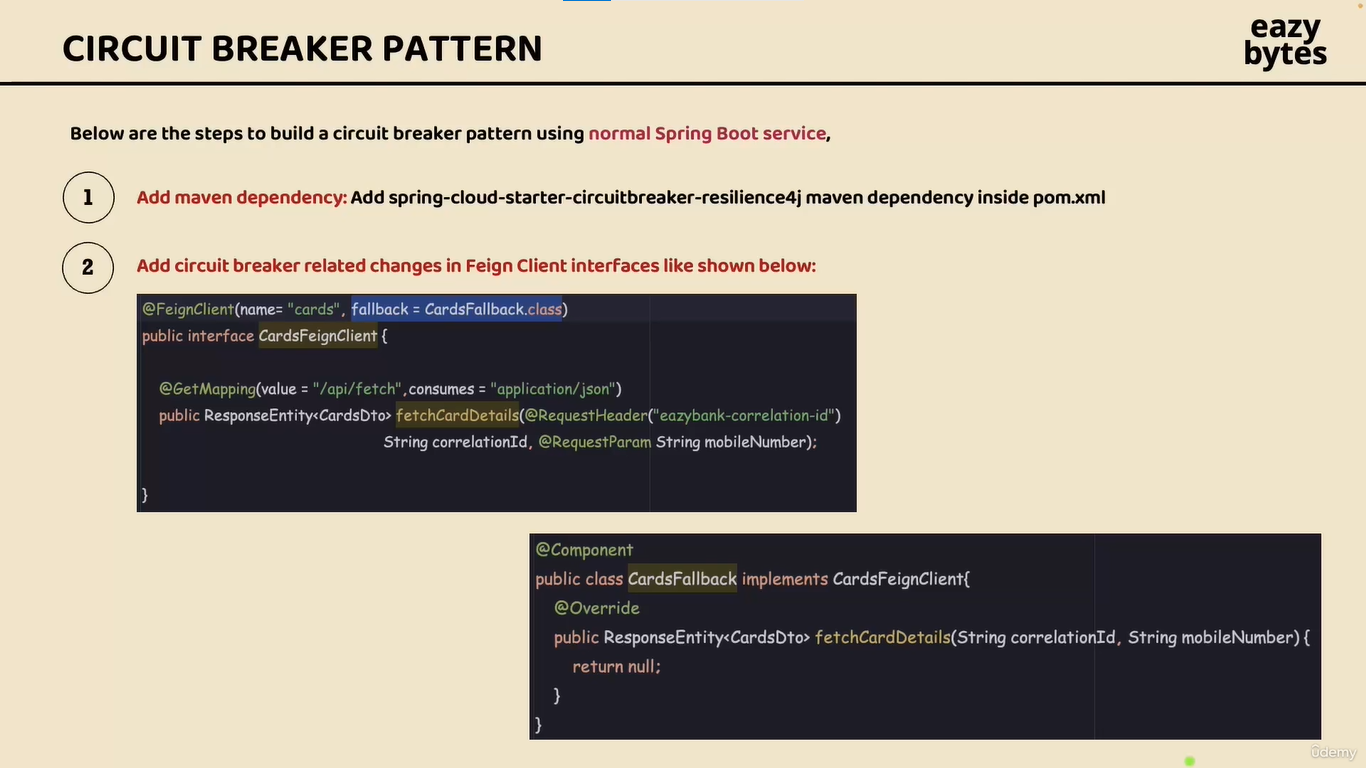 CIRCUIT BREAKER PATTERN
eazy
bytes
Below are the steps to build a circuit breaker pattern using normal Spring Boot service,
1
Add maven dependency: Add spring-cloud-starter-circuitbreaker-resilience4j maven dependency inside pom.xml
2
Add circuit breaker related changes in Feign Client interfaces like shown below:
@FeignClient(name= "cards", fallback = CardsFallback.class)
public interface CardsFeignClient {
@GetMapping(value = "/api/fetch",consumes = "application/json")
public ResponseEntity<CardsDto> fetchCardDetails(@RequestHeader("eazybank-correlation-id")
String correlationId, @RequestParam String mobileNumber);
}
@Component
public class CardsFallback implements CardsFeignClient{
@Override
public ResponseEntity<CardsDto> fetchCardDetails(String correlationId, String mobileNumber) {
return null;
}
}
ûdemy